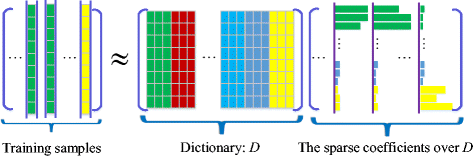 ... ... ≈ ...
Training samples
Dictionary: D
The sparse coefficients over D